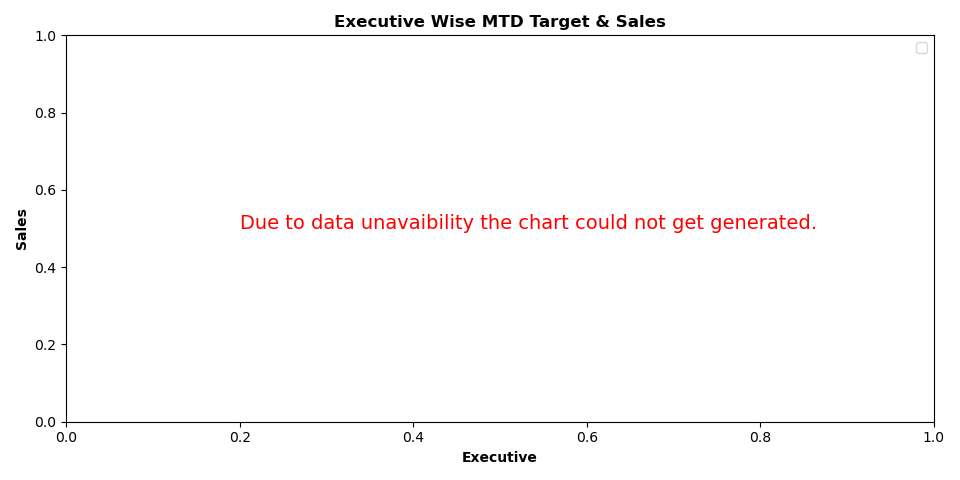 Executive Wise MTD Target & Sales
1.0
0.8
0.6
0.4
0.2
0.0
Sales
Due to data unavaibility the chart could not get generated.
0.0 0.2 0.4 0.6 0.8 1.0
Executive